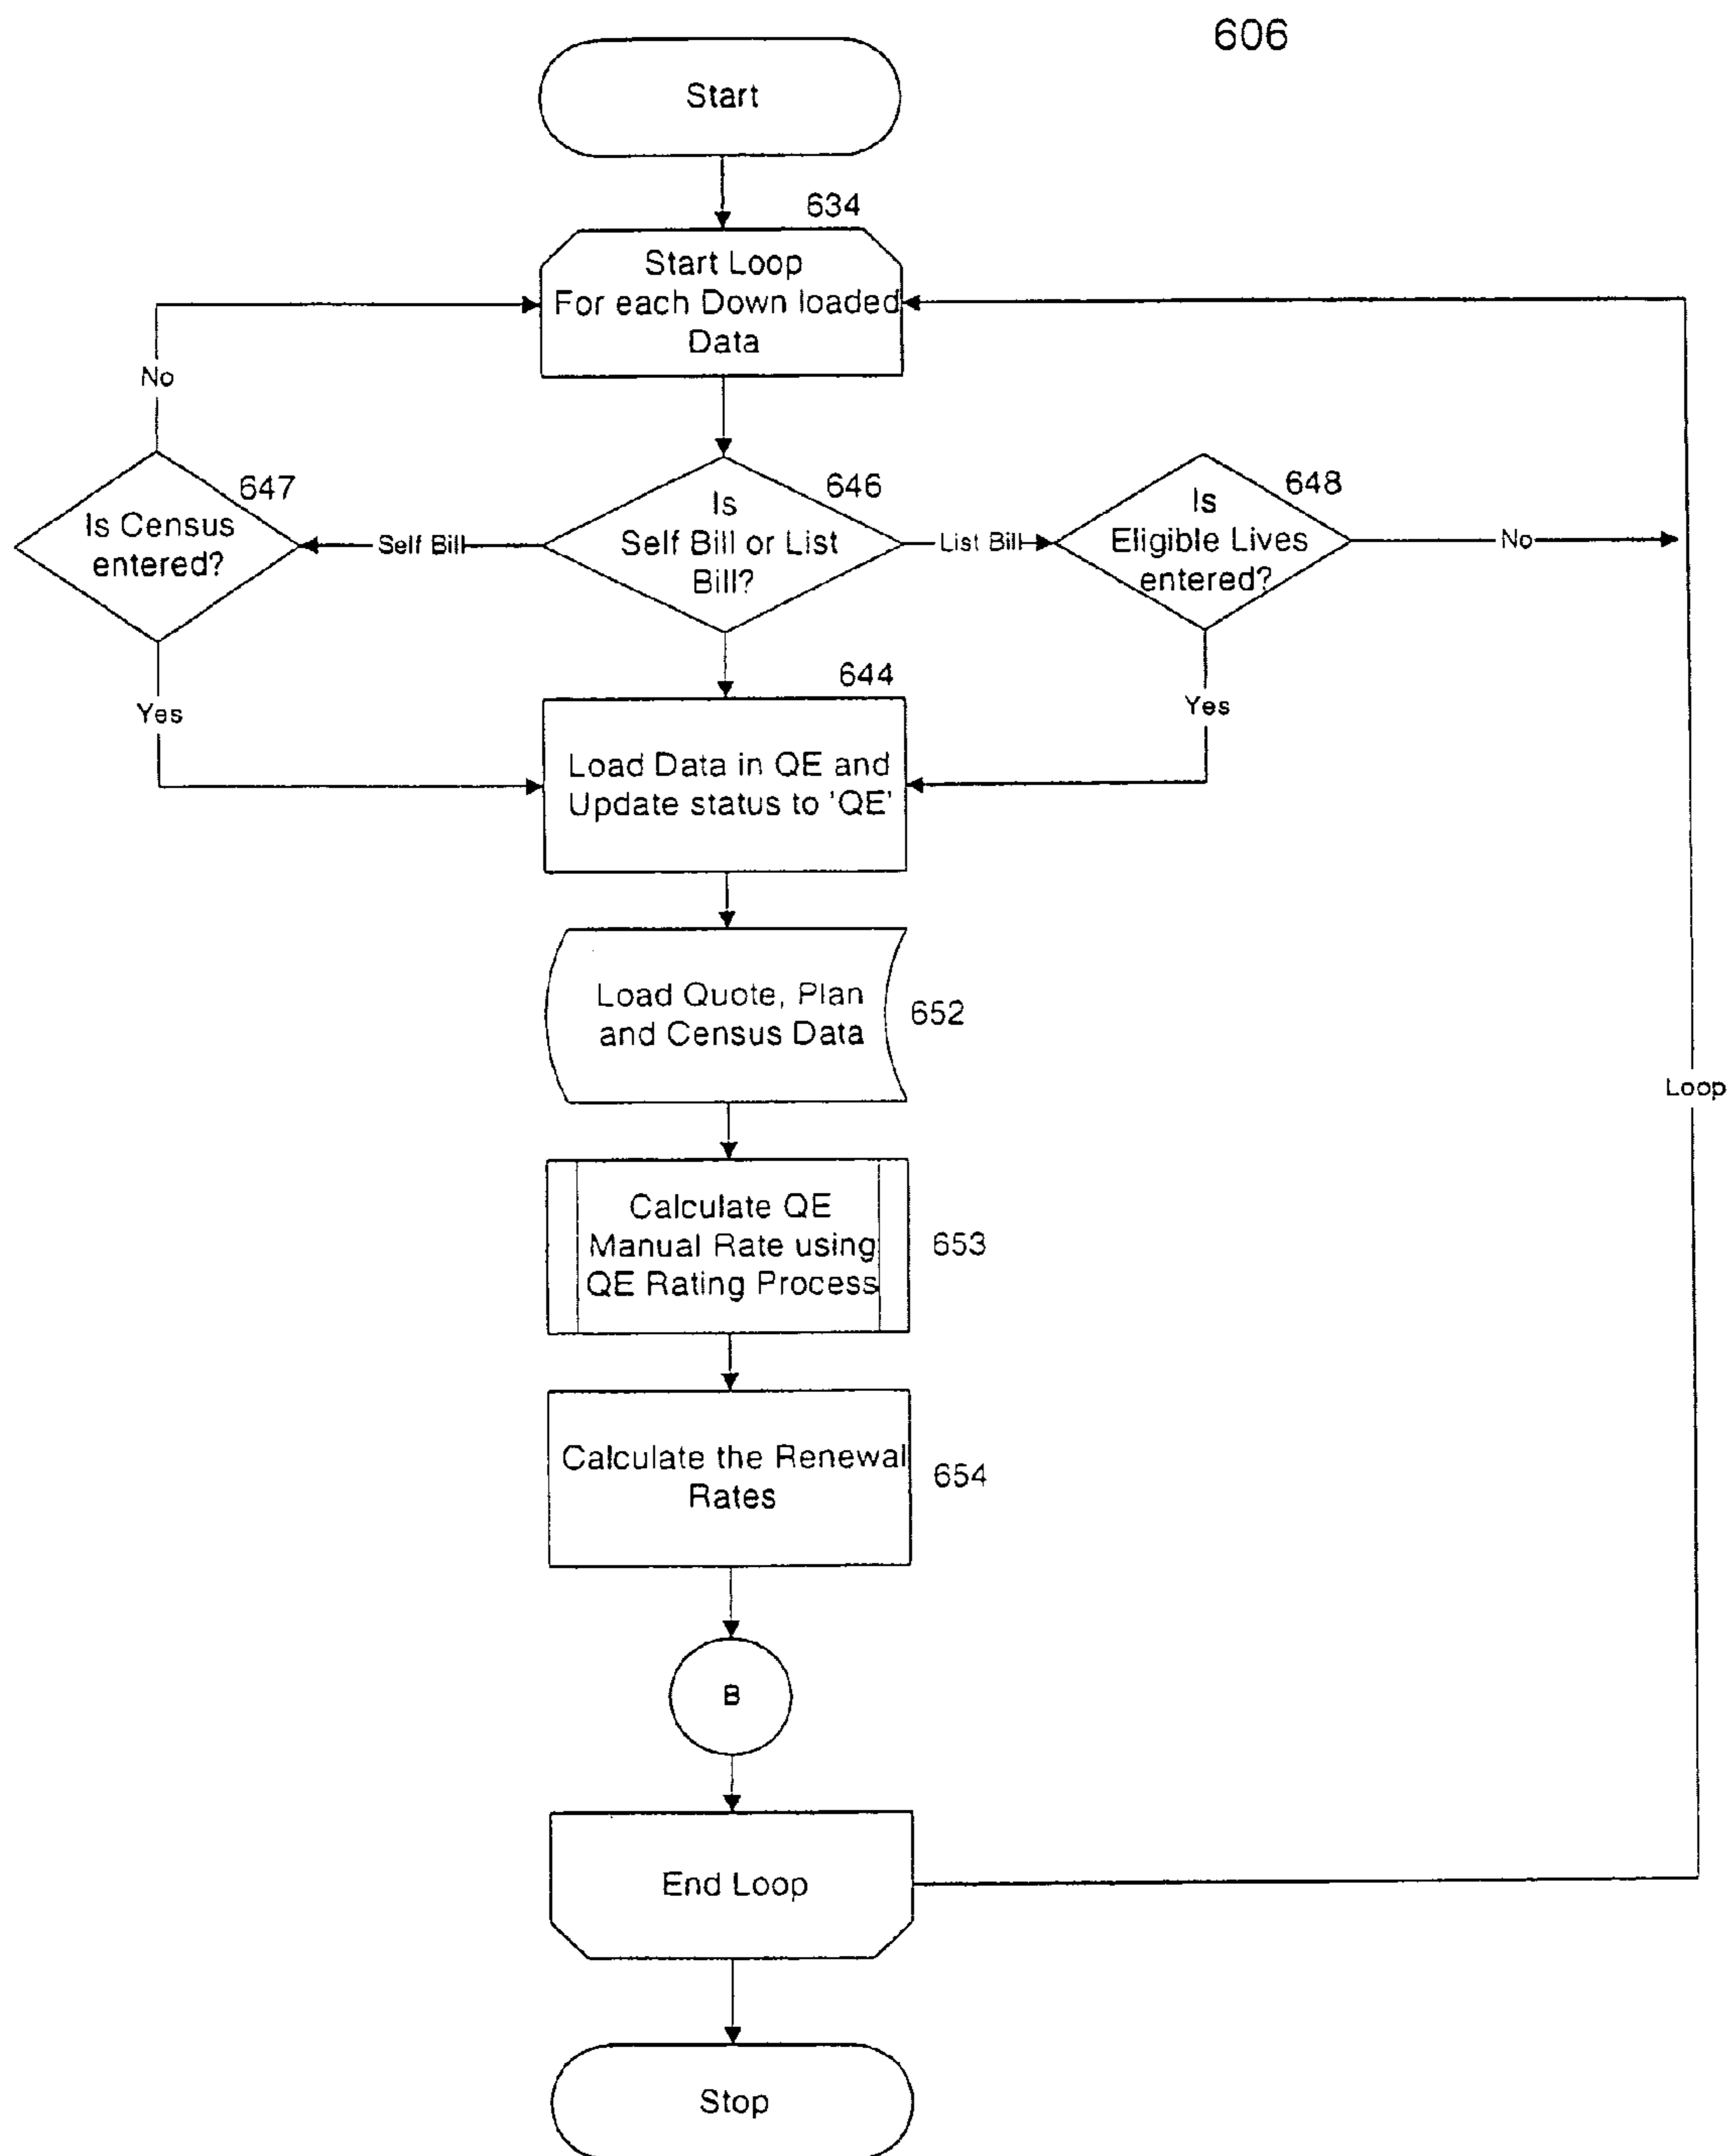 606
Start
634
Start Loop
For each Down loaded
Data
No
647
Is Census
entered?
Self Bill
646
Is
Self Bill or List
Bill?
List Bill
648
Is
Eligible Lives
entered?
No
Yes
644
Yes
Load Data in QE and
Update status to 'QE'
Load Quote, Plan
and Census Data
652
Loop
Calculate QE
Manual Rate using
QE Rating Process
653
Calculate the Renewal
Rates
654
B
End Loop
Stop